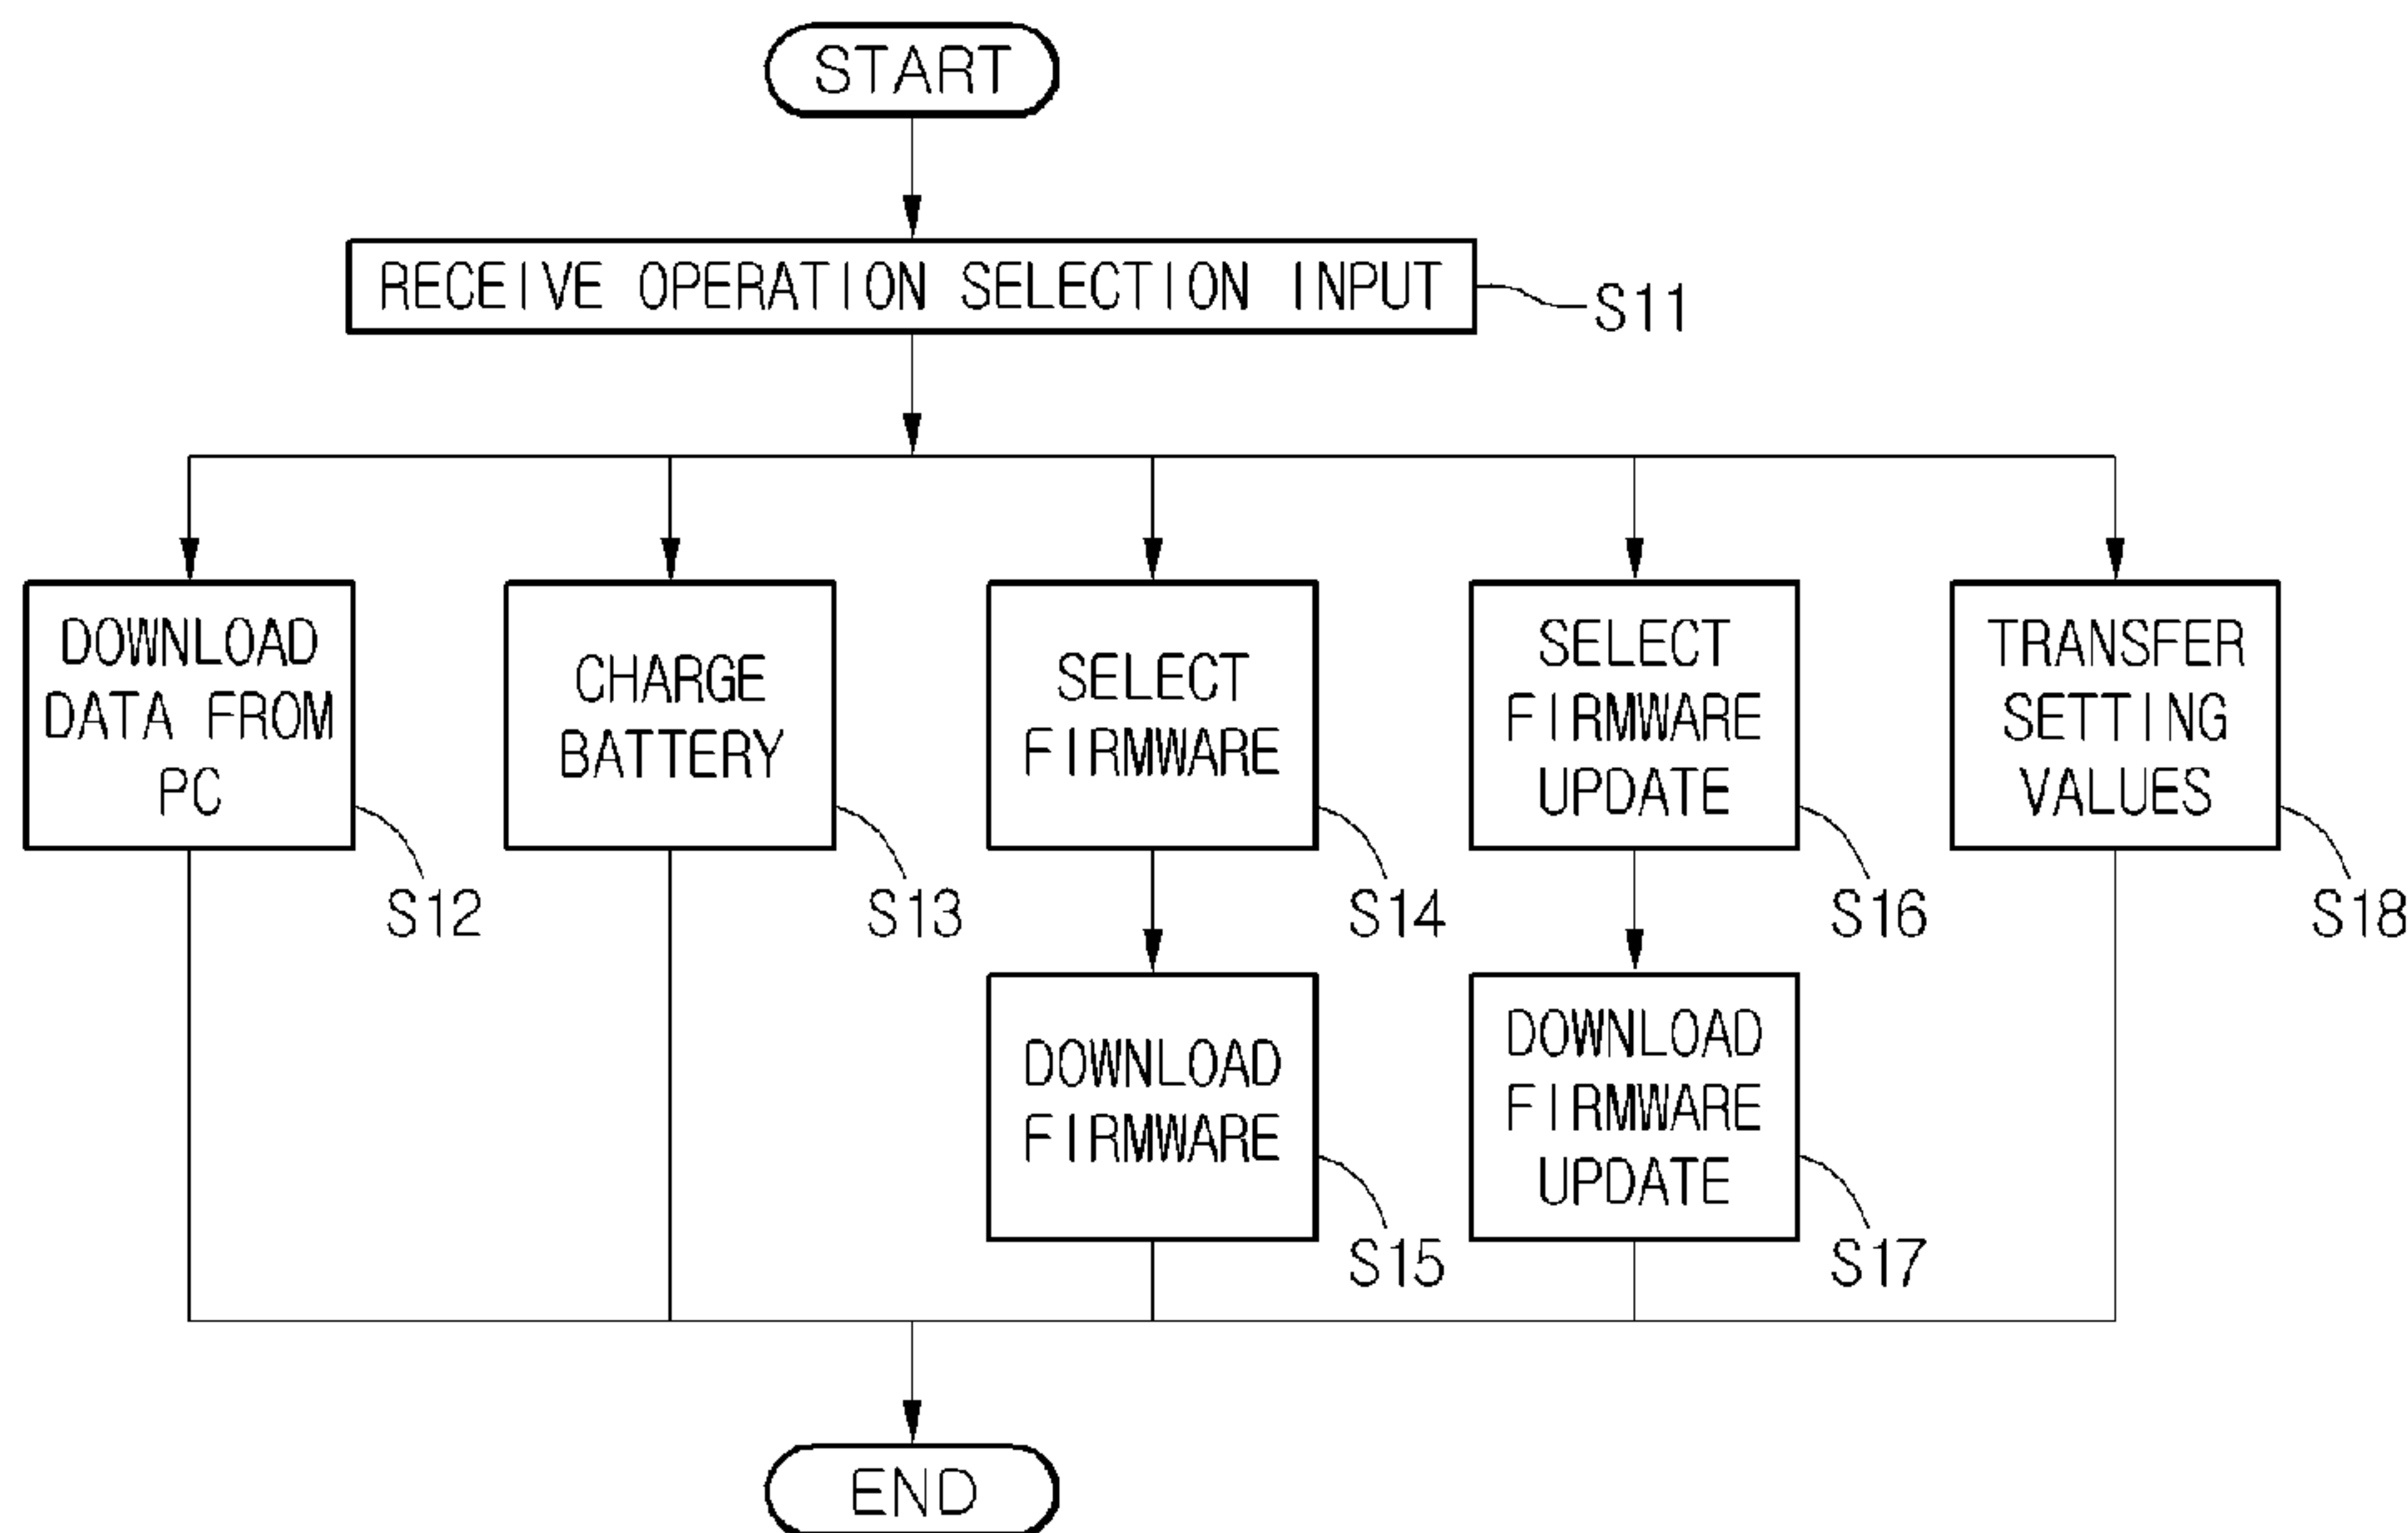 START
RECEIVE OPERATION SELECTION INPUT
S11
DOWNLOAD
DATA FROM
PC
S12
CHARGE
BATTERY
S13
SELECT
FIRMWARE
S14
SELECT
FIRMWARE
UPDATE
S16
TRANSFER
SETTING
VALUES
S18
DOWNLOAD
FIRMWARE
S15
DOWNLOAD
FIRMWARE
UPDATE
S17
END